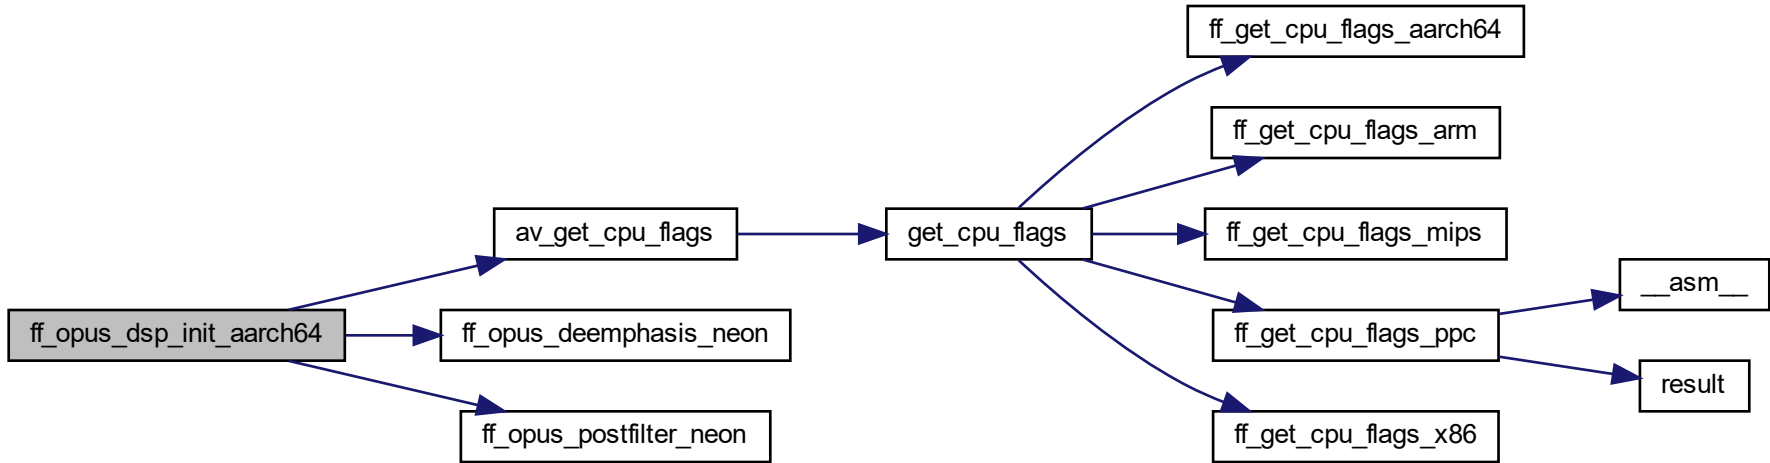 ff_get_cpu_flags_aarch64
ff_get_cpu_flags_arm
av_get_cpu_flags
get_cpu_flags
ff_get_cpu_flags_mips
__asm__
ff_opus_dsp_init_aarch64
ff_opus_deemphasis_neon
ff_get_cpu_flags_ppc
result
ff_opus_postfilter_neon
ff_get_cpu_flags_x86